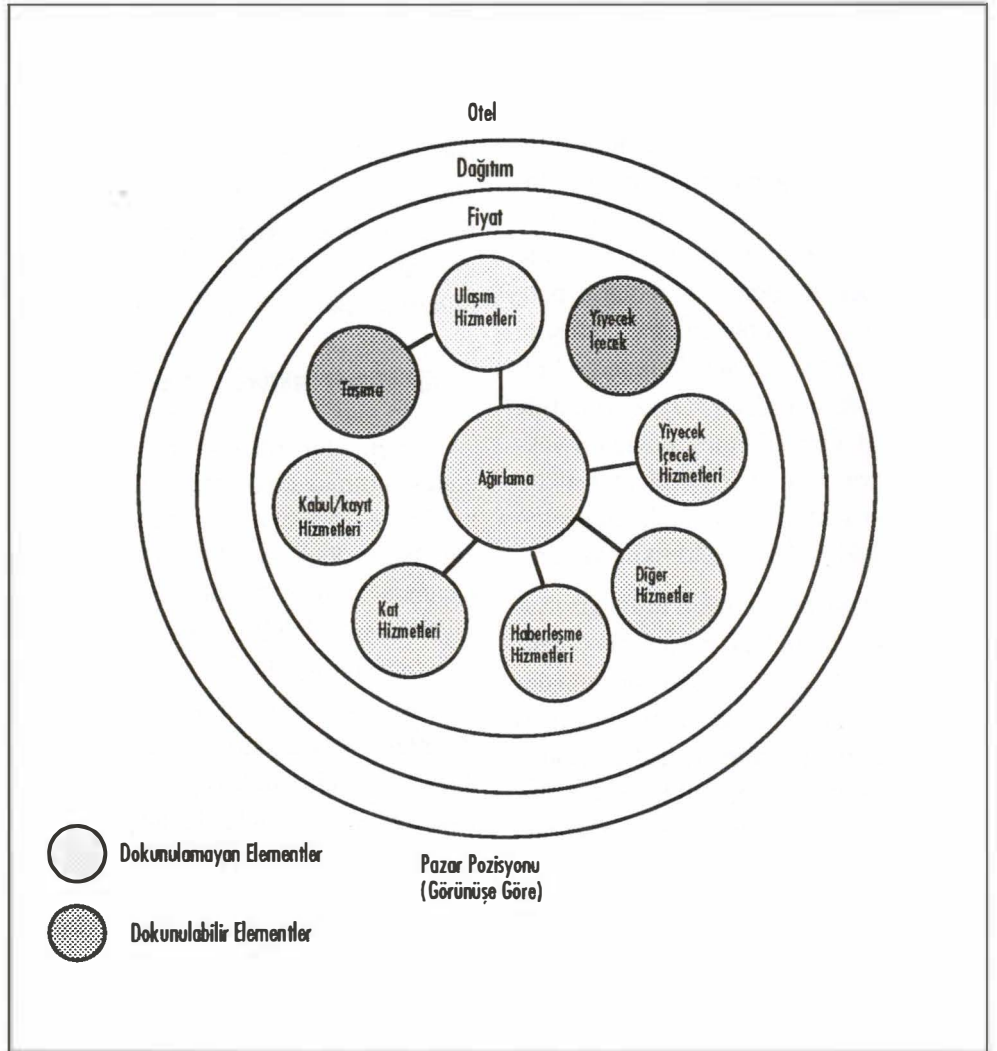 Otel
Dağıtım
Fiyat
Ulaşım
Hizmetleri
Yiyecek
İçecek
Taşıma
Yiyecek
İçecek
Hizmetleri
Ağırlama
Kabul/kayıt
Hizmetleri
Diğer
Hizmetler
Kat
Hizmetleri
Haberleşme
Hizmetleri
Dokunulamayan Elementler
Pazar Pozisyonu
(Görünüşe Göre)
Dokunulabilir Elementler